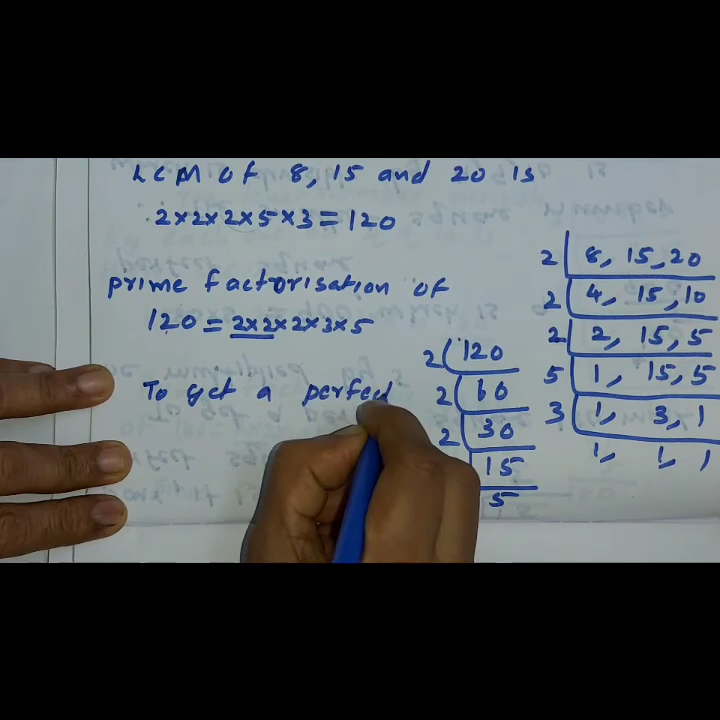 LCM of 8, 15 and 20 is
2×2×2×5×3=120
prime factorisation of
120 = 2×2×2×3×5
To get a perfec
2 | 8, 15, 20
2 | 4, 15, 10
2 | 2, 15, 5
5 | 1, 15, 5
3 | 1, 3, 1
1, 1, 1
2 | 120
2 | 60
2 | 30
15
5